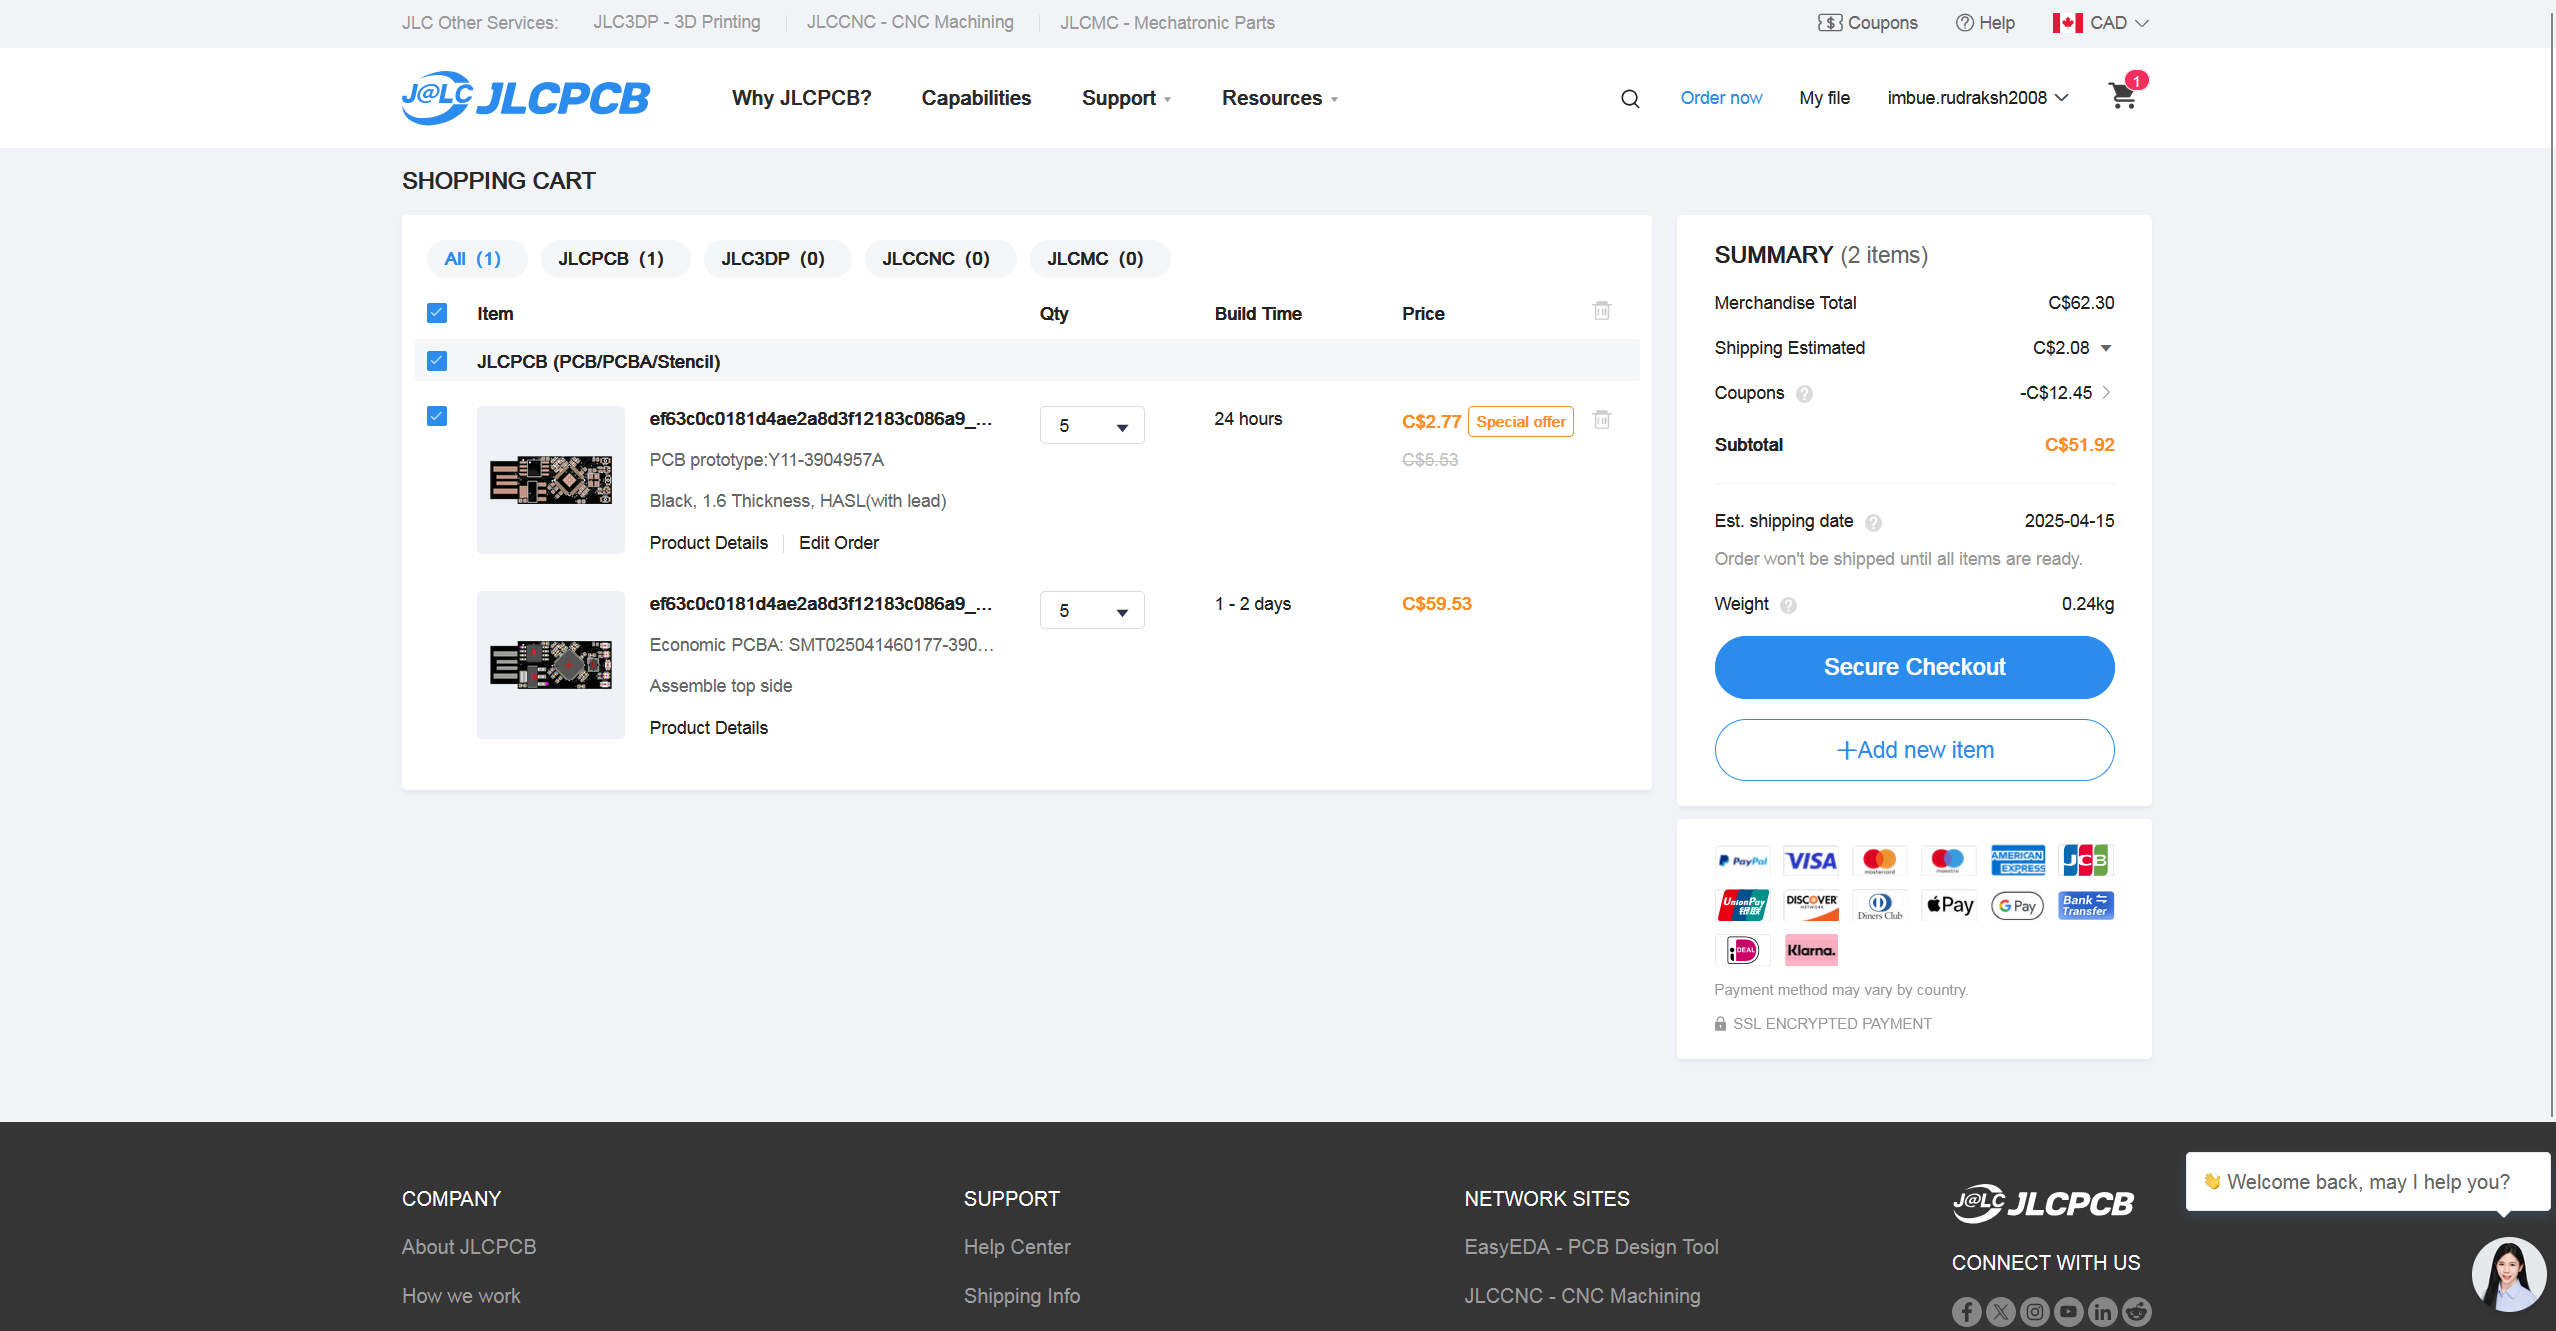 JLC Other Services:
JLC3DP - 3D Printing
JLCCNC - CNC Machining
JLCMC - Mechatronic Parts
Coupons
Help
CAD
J@LC JLCPCB
Why JLCPCB?
Capabilities
Support
Resources
Order now
My file
imbue.rudraksh2008
1
SHOPPING CART
All (1)
JLCPCB (1)
JLC3DP (0)
JLCCNC (0)
JLCMC (0)
Item
Qty
Build Time
Price
JLCPCB (PCB/PCBA/Stencil)
ef63c0c0181d4ae2a8d3f12183c086a9_...
5
24 hours
C$2.77
Special offer
C$5.53
PCB prototype:Y11-3904957A
Black, 1.6 Thickness, HASL(with lead)
Product Details
Edit Order
ef63c0c0181d4ae2a8d3f12183c086a9_...
5
1 - 2 days
C$59.53
Economic PCBA: SMT025041460177-390...
Assemble top side
Product Details
SUMMARY (2 items)
Merchandise Total
C$62.30
Shipping Estimated
C$2.08
Coupons
-C$12.45
Subtotal
C$51.92
Est. shipping date
2025-04-15
Order won't be shipped until all items are ready.
Weight
0.24kg
Secure Checkout
+Add new item
PayPal
VISA
mastercard
maestro
AMERICAN EXPRESS
JCB
UnionPay 银联
DISCOVER NETWORK
Diners Club
Pay
G Pay
Bank Transfer
iDEAL
Klarna.
Payment method may vary by country.
SSL ENCRYPTED PAYMENT
COMPANY
About JLCPCB
How we work
SUPPORT
Help Center
Shipping Info
NETWORK SITES
EasyEDA - PCB Design Tool
JLCCNC - CNC Machining
J@LC JLCPCB
CONNECT WITH US
👋 Welcome back, may I help you?